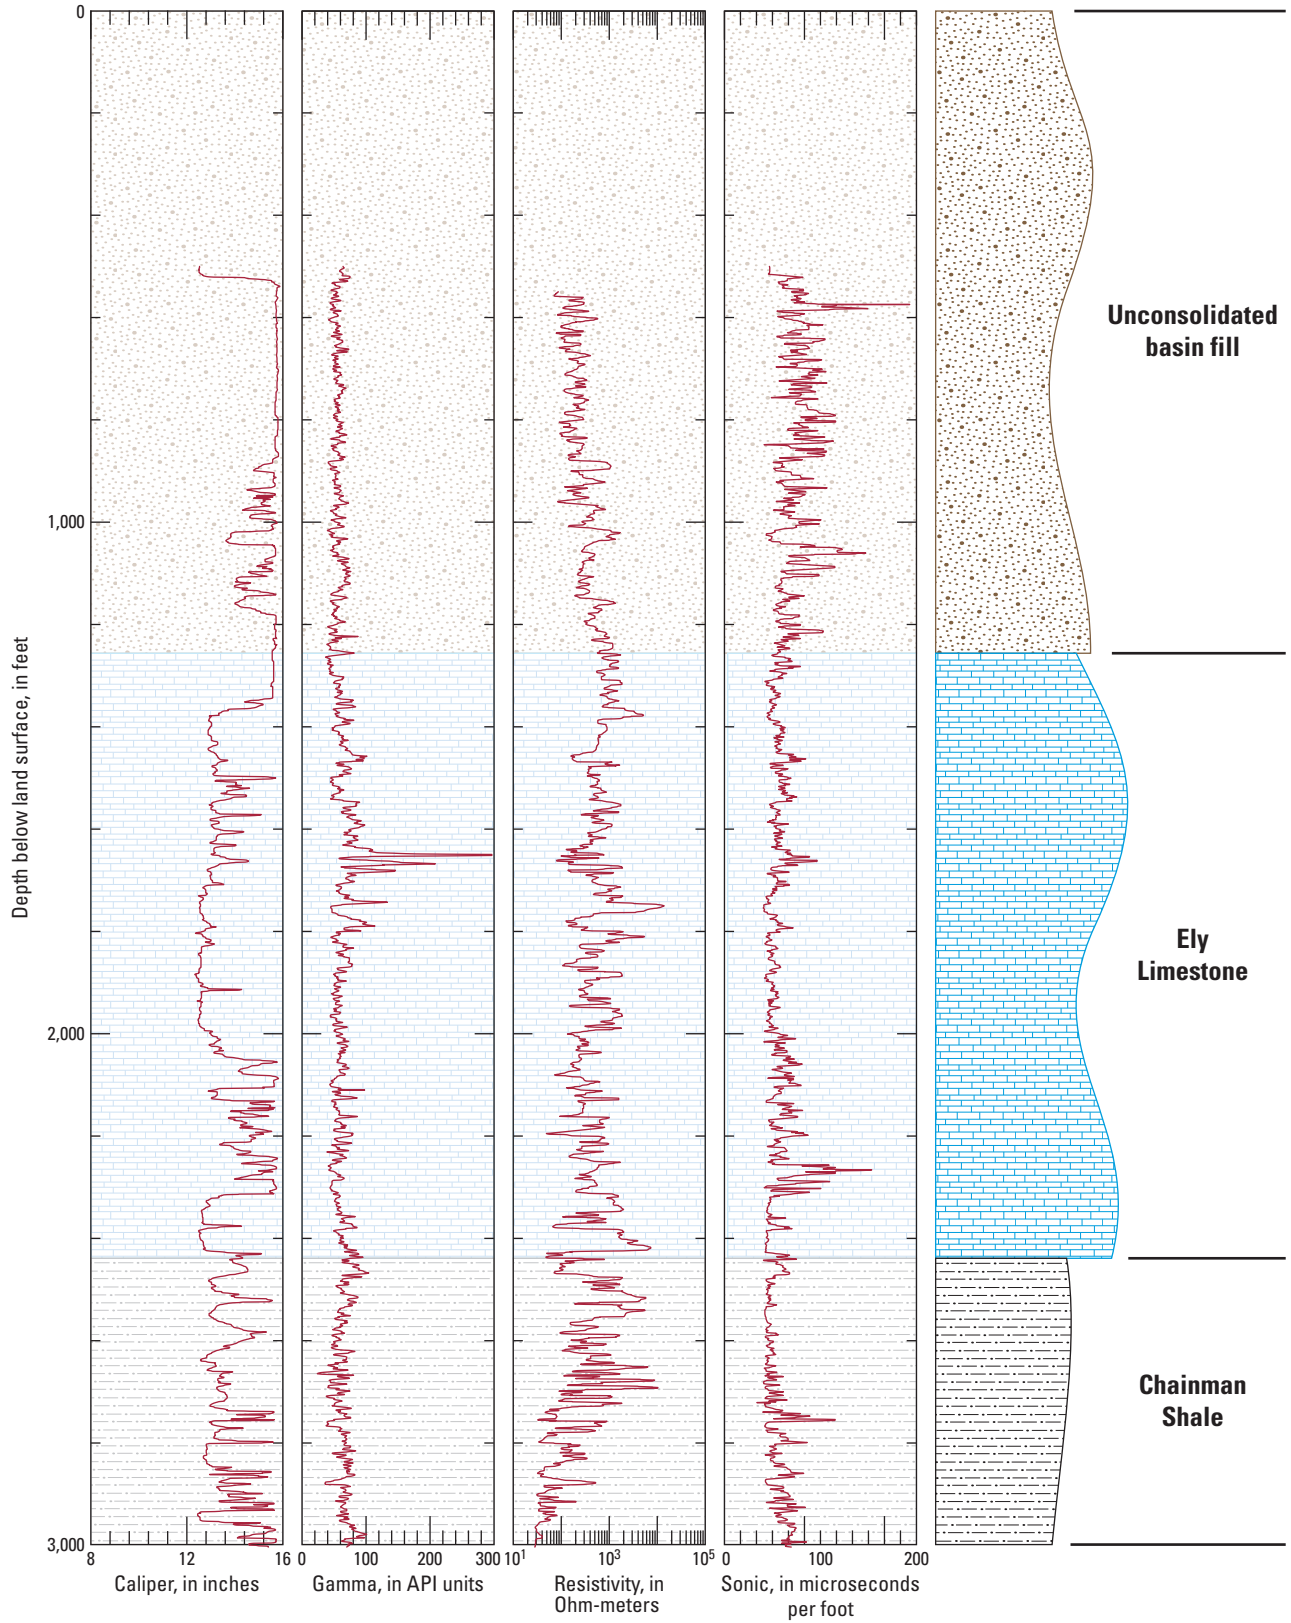 0
1,000
2,000
3,000
Depth below land surface, in feet
8
12
16
Caliper, in inches
0
100
200
300
Gamma, in API units
10¹
10³
10⁵
Resistivity, in
Ohm-meters
0
100
200
Sonic, in microseconds
per foot
Unconsolidated
basin fill
Ely
Limestone
Chainman
Shale